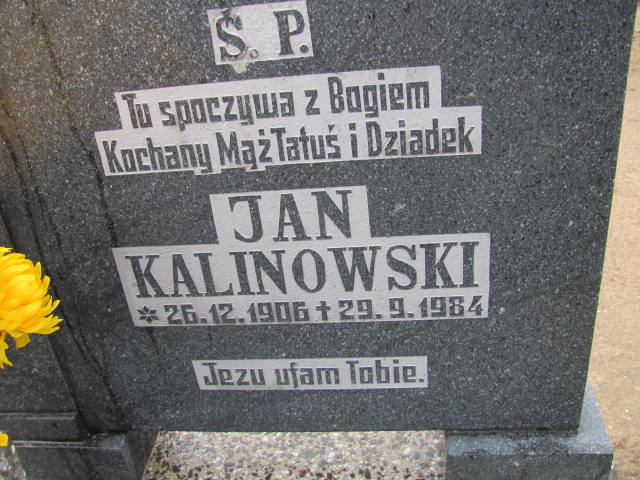 Ś. P.
Tu spoczywa z Bogiem
Kochany Mąż Tatuś i Dziadek
JAN
KALINOWSKI
* 26.12.1906 † 29.9.1984
Jezu ufam Tobie.